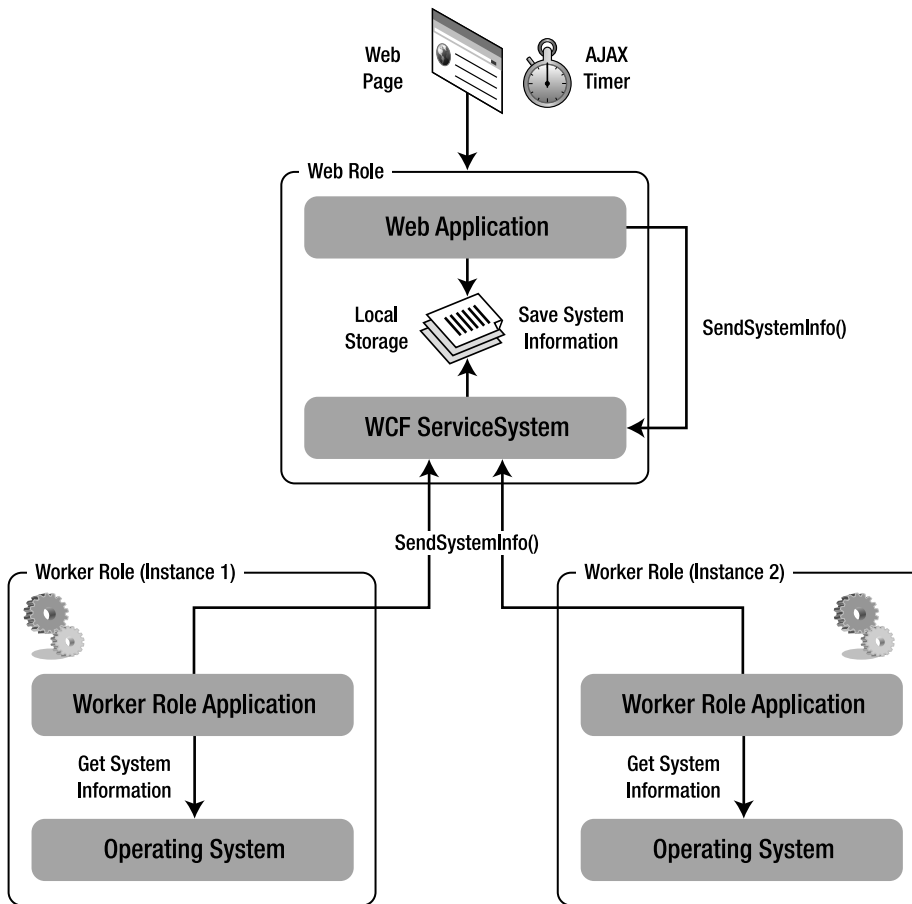 Web
Page
AJAX
Timer
Web Role
Web Application
Local
Storage
Save System
Information
SendSystemInfo()
WCF ServiceSystem
SendSystemInfo()
Worker Role (Instance 1)
Worker Role Application
Get System
Information
Operating System
Worker Role (Instance 2)
Worker Role Application
Get System
Information
Operating System